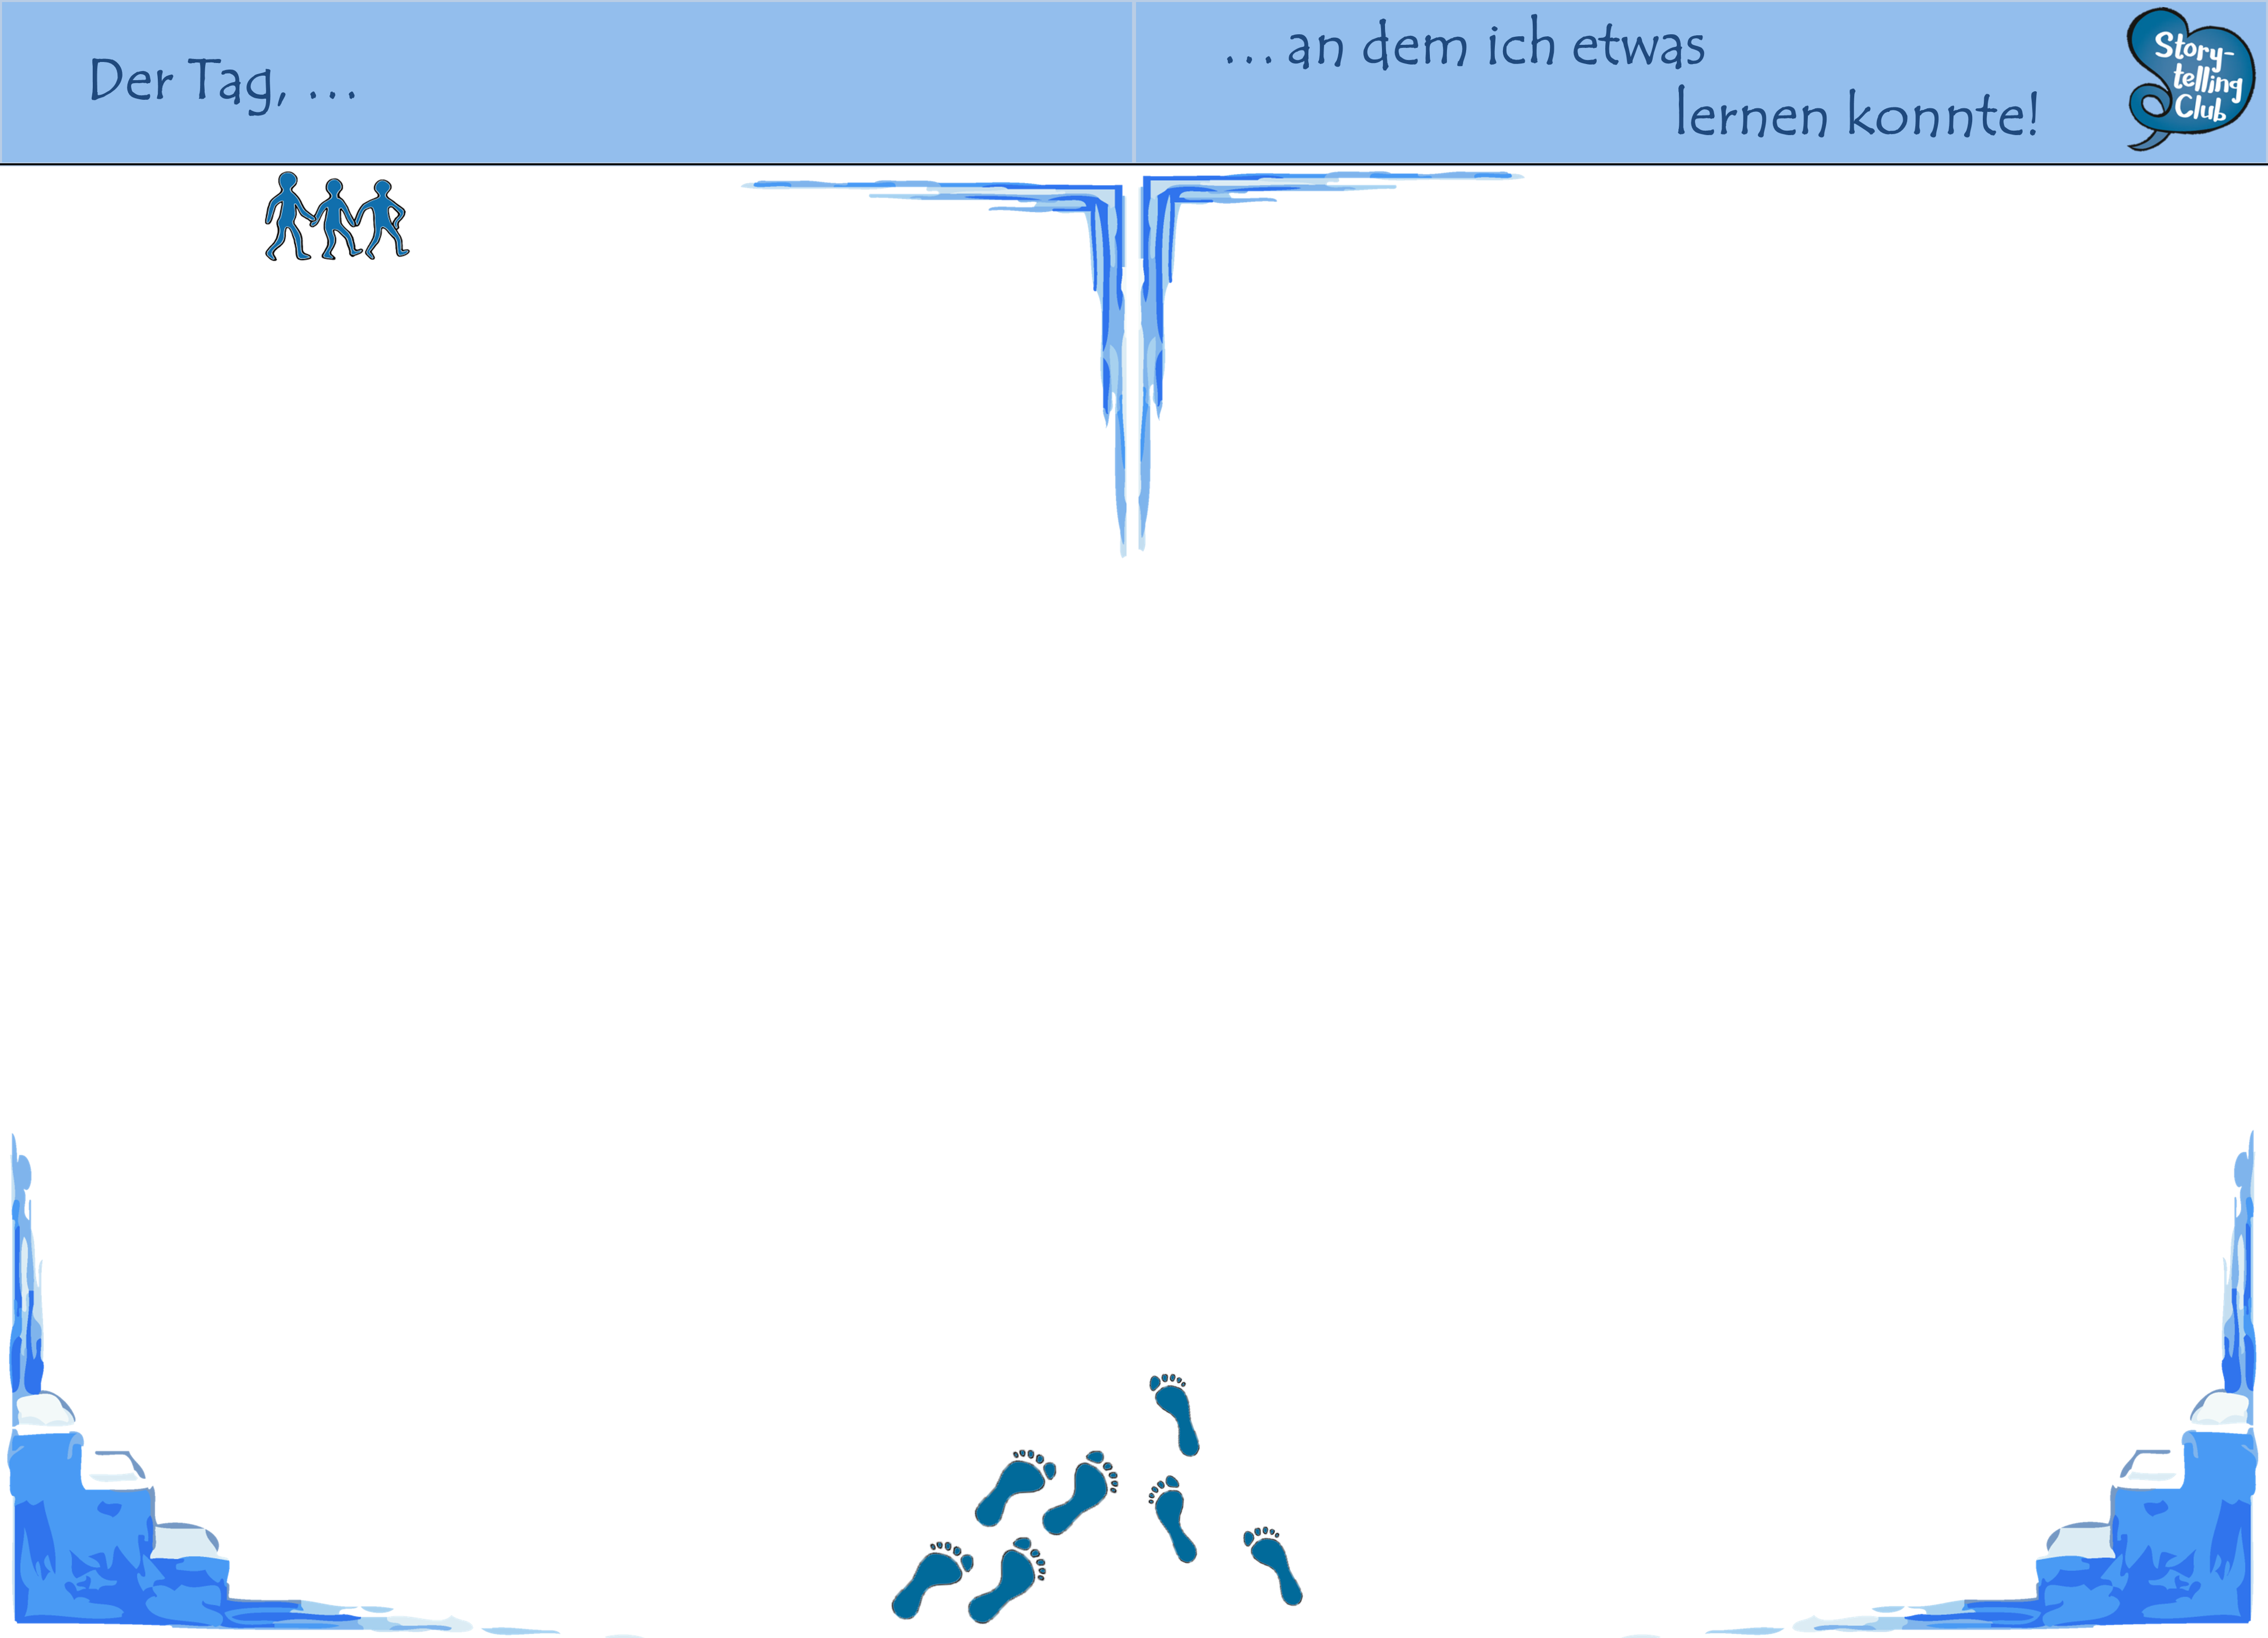 Der Tag, ...
... an dem ich etwas
lernen konnte!
Story-
telling
Club